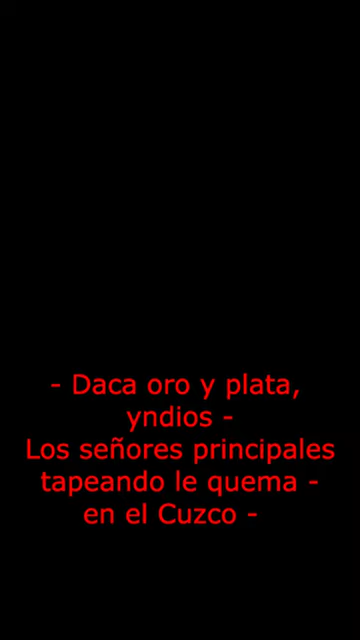 - Daca oro y plata,
yndios -
Los señores principales
tapeando le quema -
en el Cuzco -